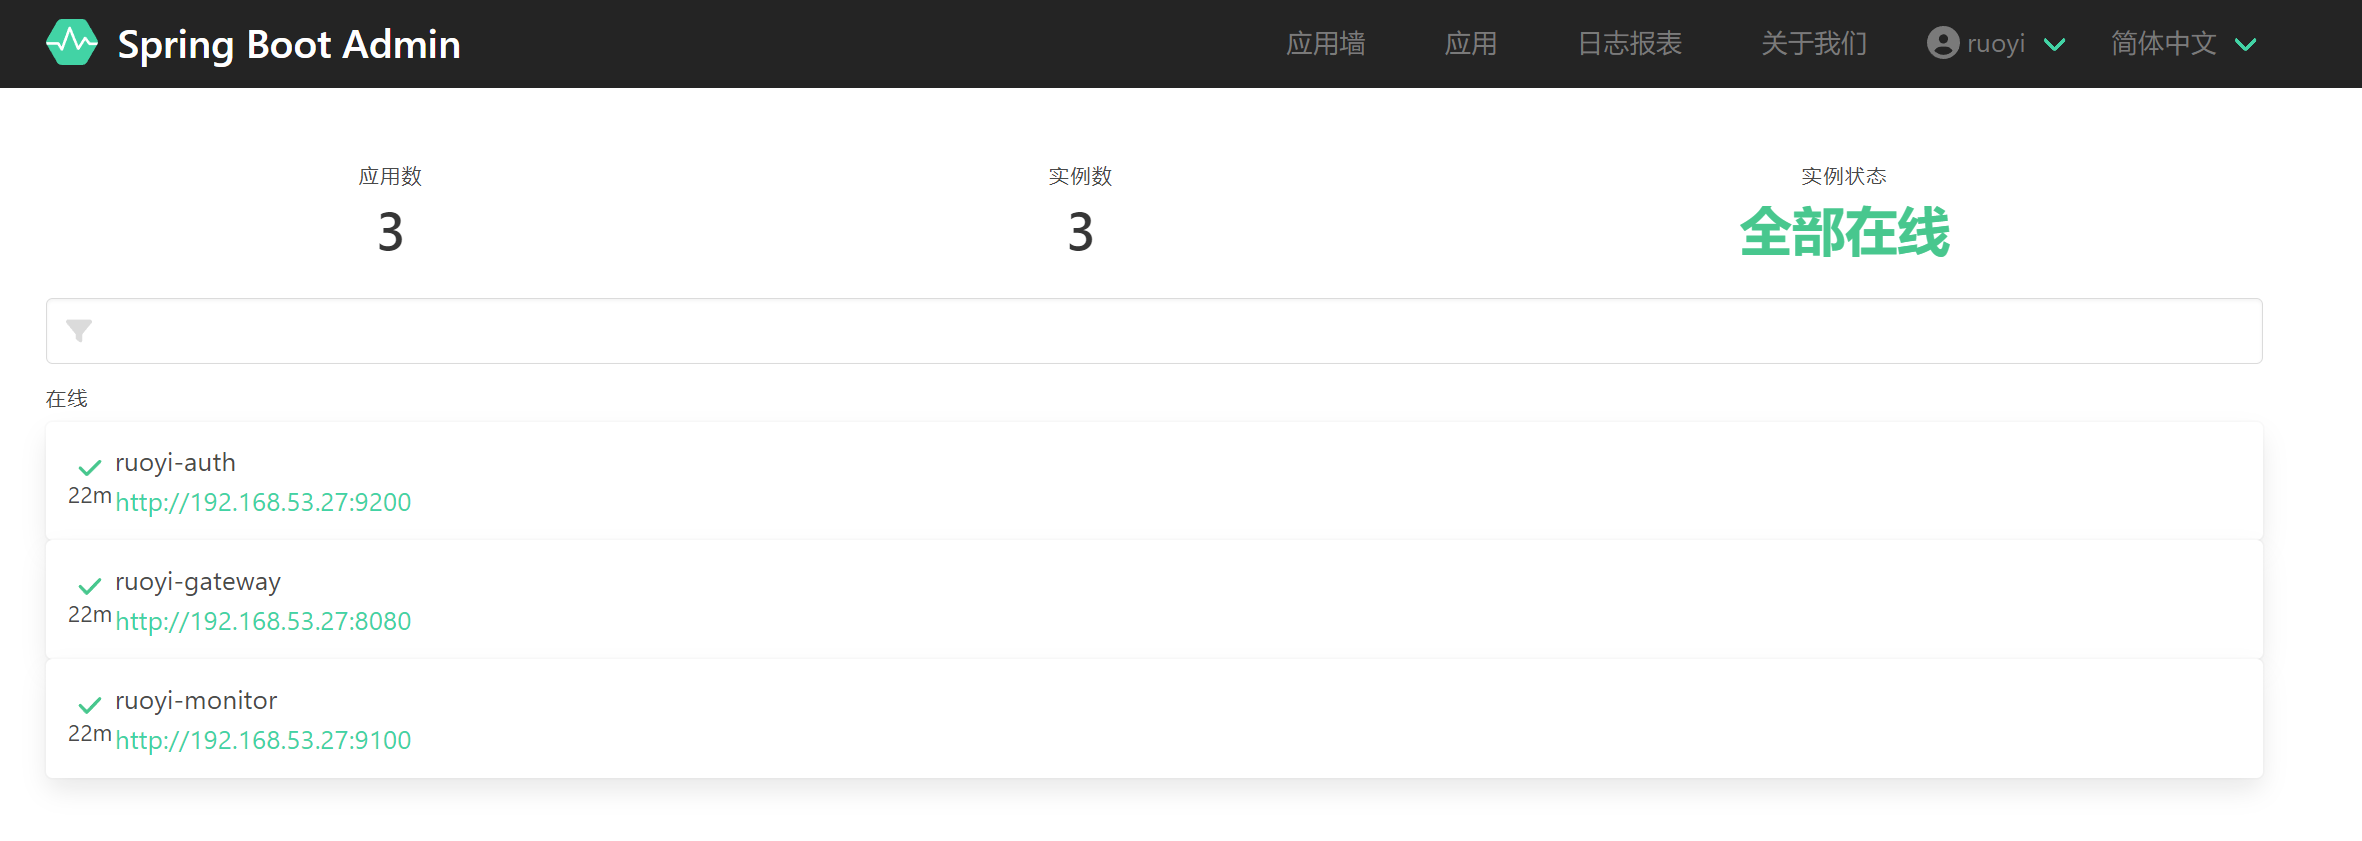 Spring Boot Admin
应用墙 应用 日志报表 关于我们 ruoyi 简体中文
应用数 实例数 实例状态
3 3 全部在线
在线
ruoyi-auth
22m http://192.168.53.27:9200
ruoyi-gateway
22m http://192.168.53.27:8080
ruoyi-monitor
22m http://192.168.53.27:9100